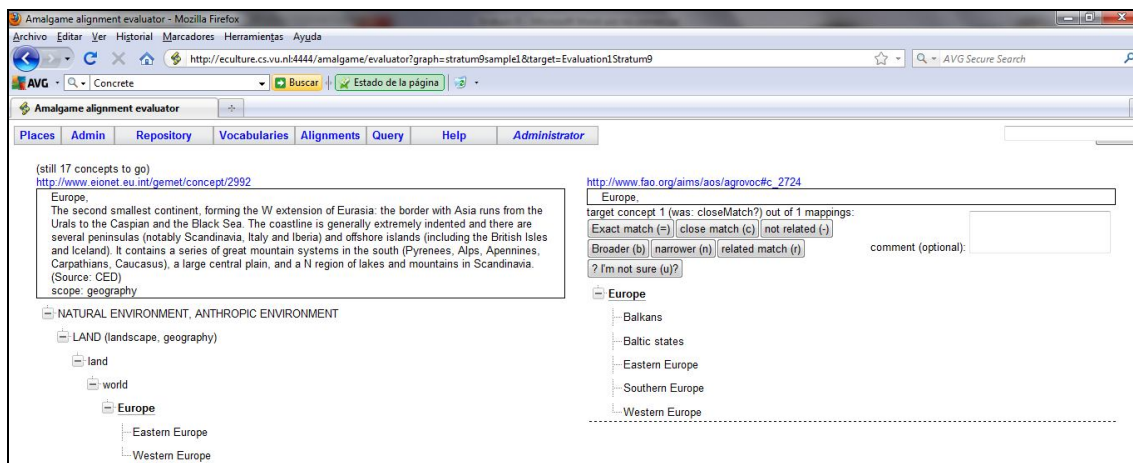 Amalgame alignment evaluator - Mozilla Firefox
Archivo Editar Ver Historial Marcadores Herramientas Ayuda
http://eculture.cs.vu.nl:4444/amalgame/evaluator?graph=stratum9sample1&target=Evaluation1Stratum9 AVG Secure Search
AVG Concrete Buscar Estado de la página
Amalgame alignment evaluator
Places Admin Repository Vocabularies Alignments Query Help Administrator
(still 17 concepts to go)
http://www.eionet.eu.int/gemet/concept/2992
Europe,
The second smallest continent, forming the W extension of Eurasia: the border with Asia runs from the
Urals to the Caspian and the Black Sea. The coastline is generally extremely indented and there are
several peninsulas (notably Scandinavia, Italy and Iberia) and offshore islands (including the British Isles
and Iceland). It contains a series of great mountain systems in the south (Pyrenees, Alps, Apennines,
Carpathians, Caucasus), a large central plain, and a N region of lakes and mountains in Scandinavia.
(Source: CED)
scope: geography
NATURAL ENVIRONMENT, ANTHROPIC ENVIRONMENT
LAND (landscape, geography)
land
world
Europe
Eastern Europe
Western Europe
http://www.fao.org/aims/aos/agrovoc#c_2724
Europe,
target concept 1 (was: closeMatch?) out of 1 mappings:
Exact match (=) close match (c) not related (-)
Broader (b) narrower (n) related match (r) comment (optional):
? I'm not sure (u)?
Europe
Balkans
Baltic states
Eastern Europe
Southern Europe
Western Europe